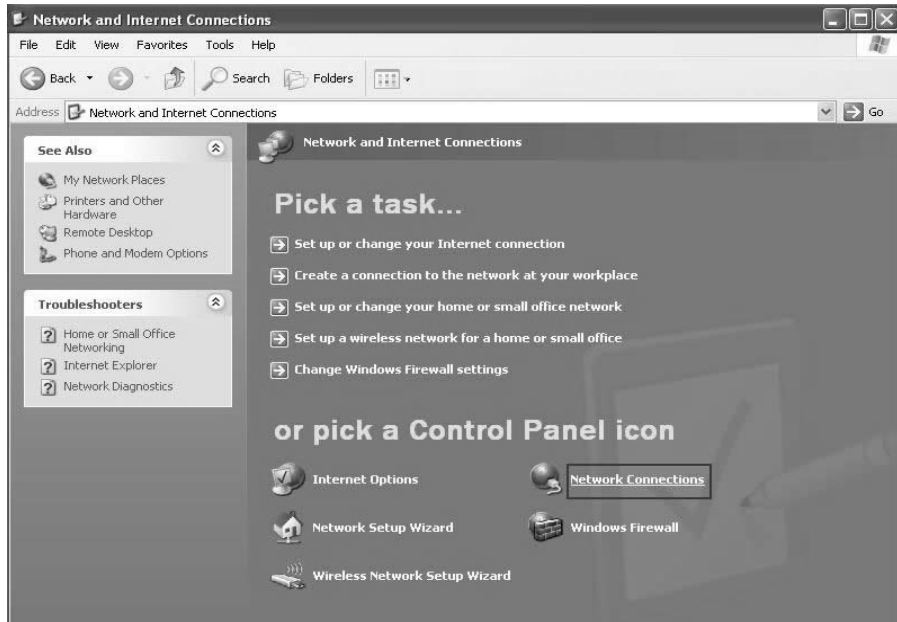 Network and Internet Connections
File Edit View Favorites Tools Help
Back Search Folders
Address Network and Internet Connections Go
See Also
My Network Places
Printers and Other
Hardware
Remote Desktop
Phone and Modem Options
Troubleshooters
Home or Small Office
Networking
Internet Explorer
Network Diagnostics
Network and Internet Connections
Pick a task...
Set up or change your Internet connection
Create a connection to the network at your workplace
Set up or change your home or small office network
Set up a wireless network for a home or small office
Change Windows Firewall settings
or pick a Control Panel icon
Internet Options Network Connections
Network Setup Wizard Windows Firewall
Wireless Network Setup Wizard